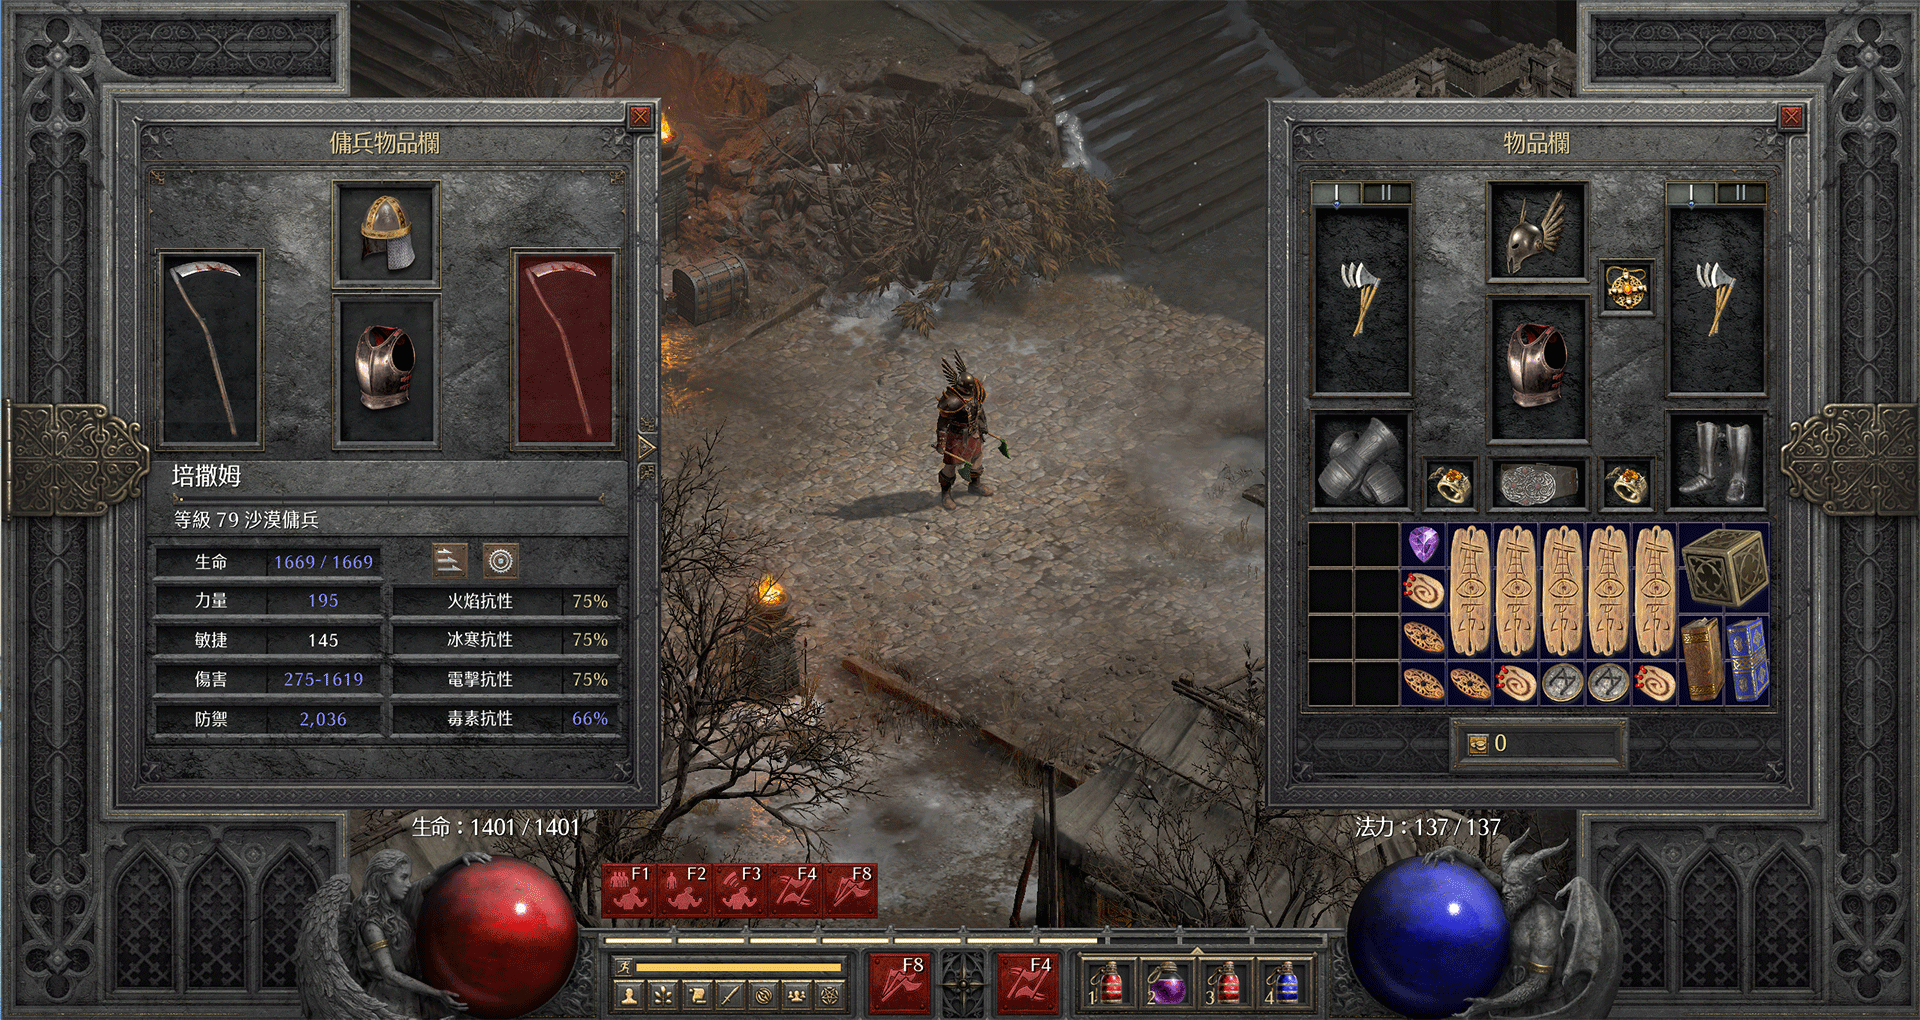 傭兵物品欄
培撒姆
等級 79 沙漠傭兵
生命 1669 / 1669
力量 195 火焰抗性 75%
敏捷 145 冰寒抗性 75%
傷害 275-1619 電擊抗性 75%
防禦 2,036 毒素抗性 66%
物品欄
I II I II
0
生命：1401 / 1401
法力：137 / 137
F1 F2 F3 F4 F8
F8 F4
1 2 3 4